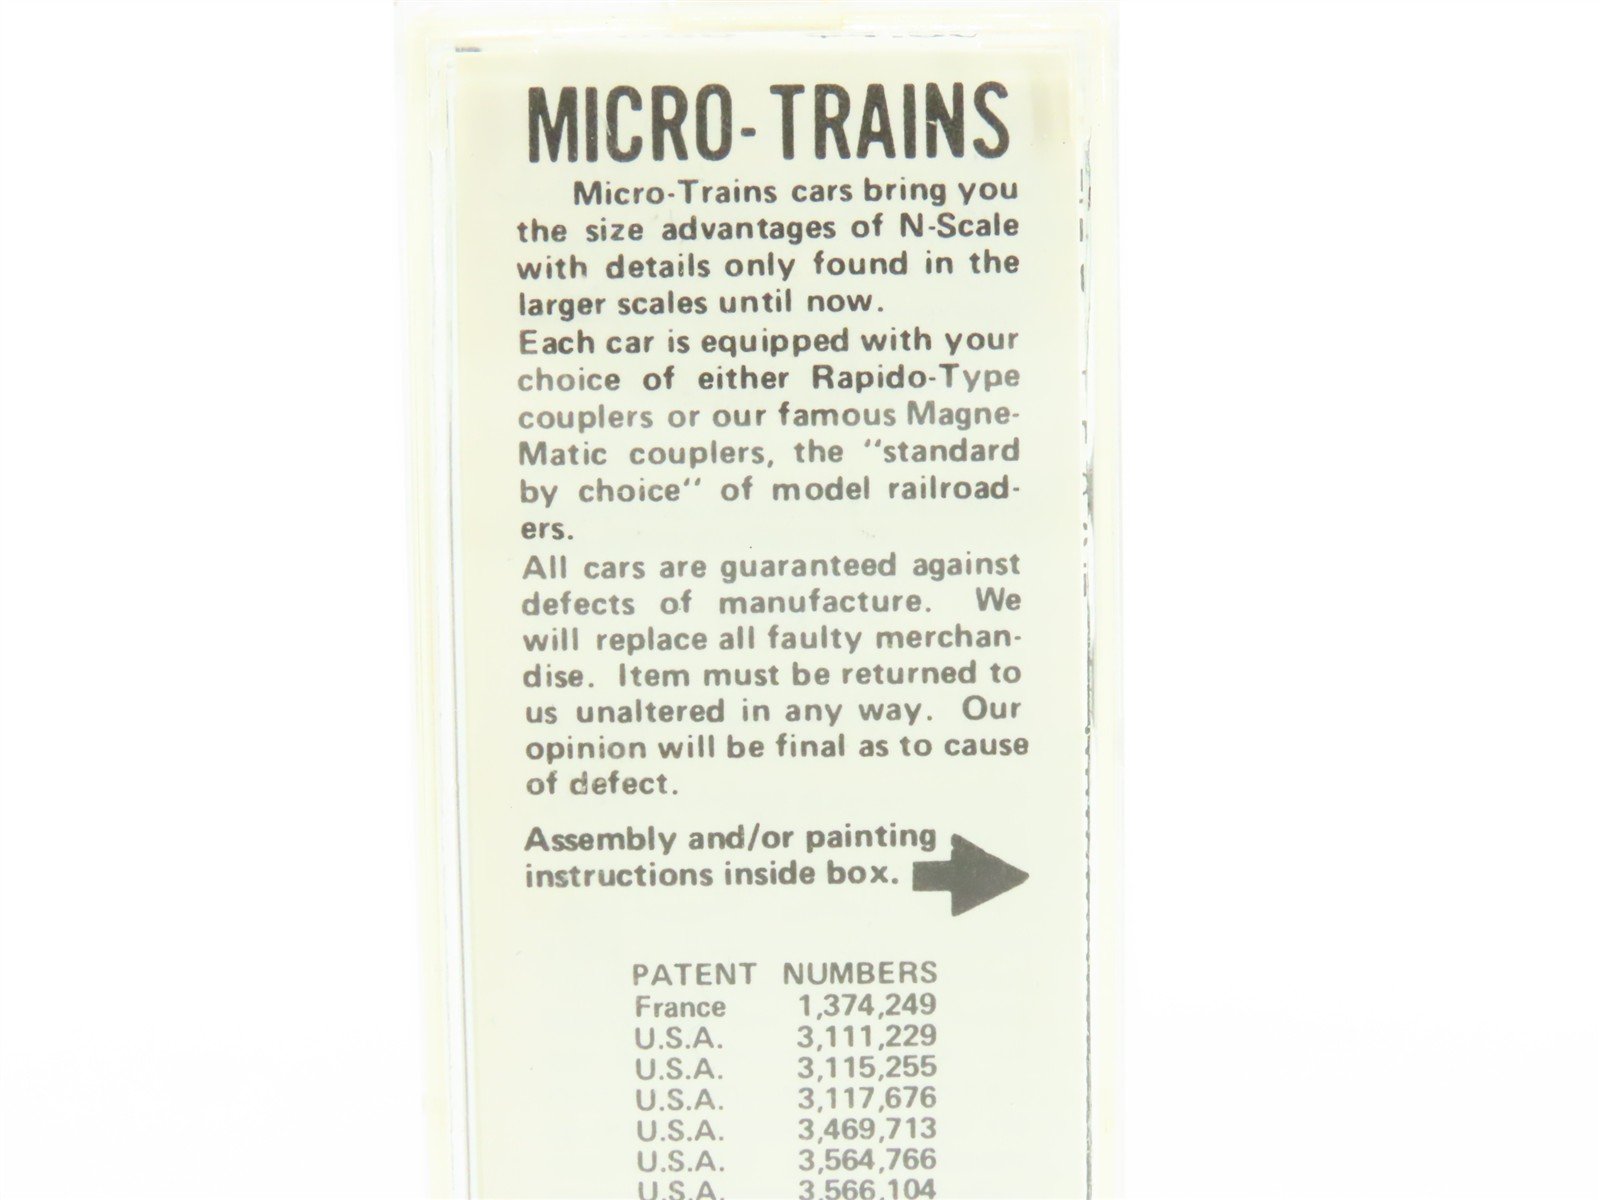 MICRO-TRAINS
Micro-Trains cars bring you
the size advantages of N-Scale
with details only found in the
larger scales until now.
Each car is equipped with your
choice of either Rapido-Type
couplers or our famous Magne-
Matic couplers, the "standard
by choice" of model railroad-
ers.
All cars are guaranteed against
defects of manufacture. We
will replace all faulty merchan-
dise. Item must be returned to
us unaltered in any way. Our
opinion will be final as to cause
of defect.
Assembly and/or painting
instructions inside box.
PATENT NUMBERS
France 1,374,249
U.S.A. 3,111,229
U.S.A. 3,115,255
U.S.A. 3,117,676
U.S.A. 3,469,713
U.S.A. 3,564,766
U.S.A. 3,566,104